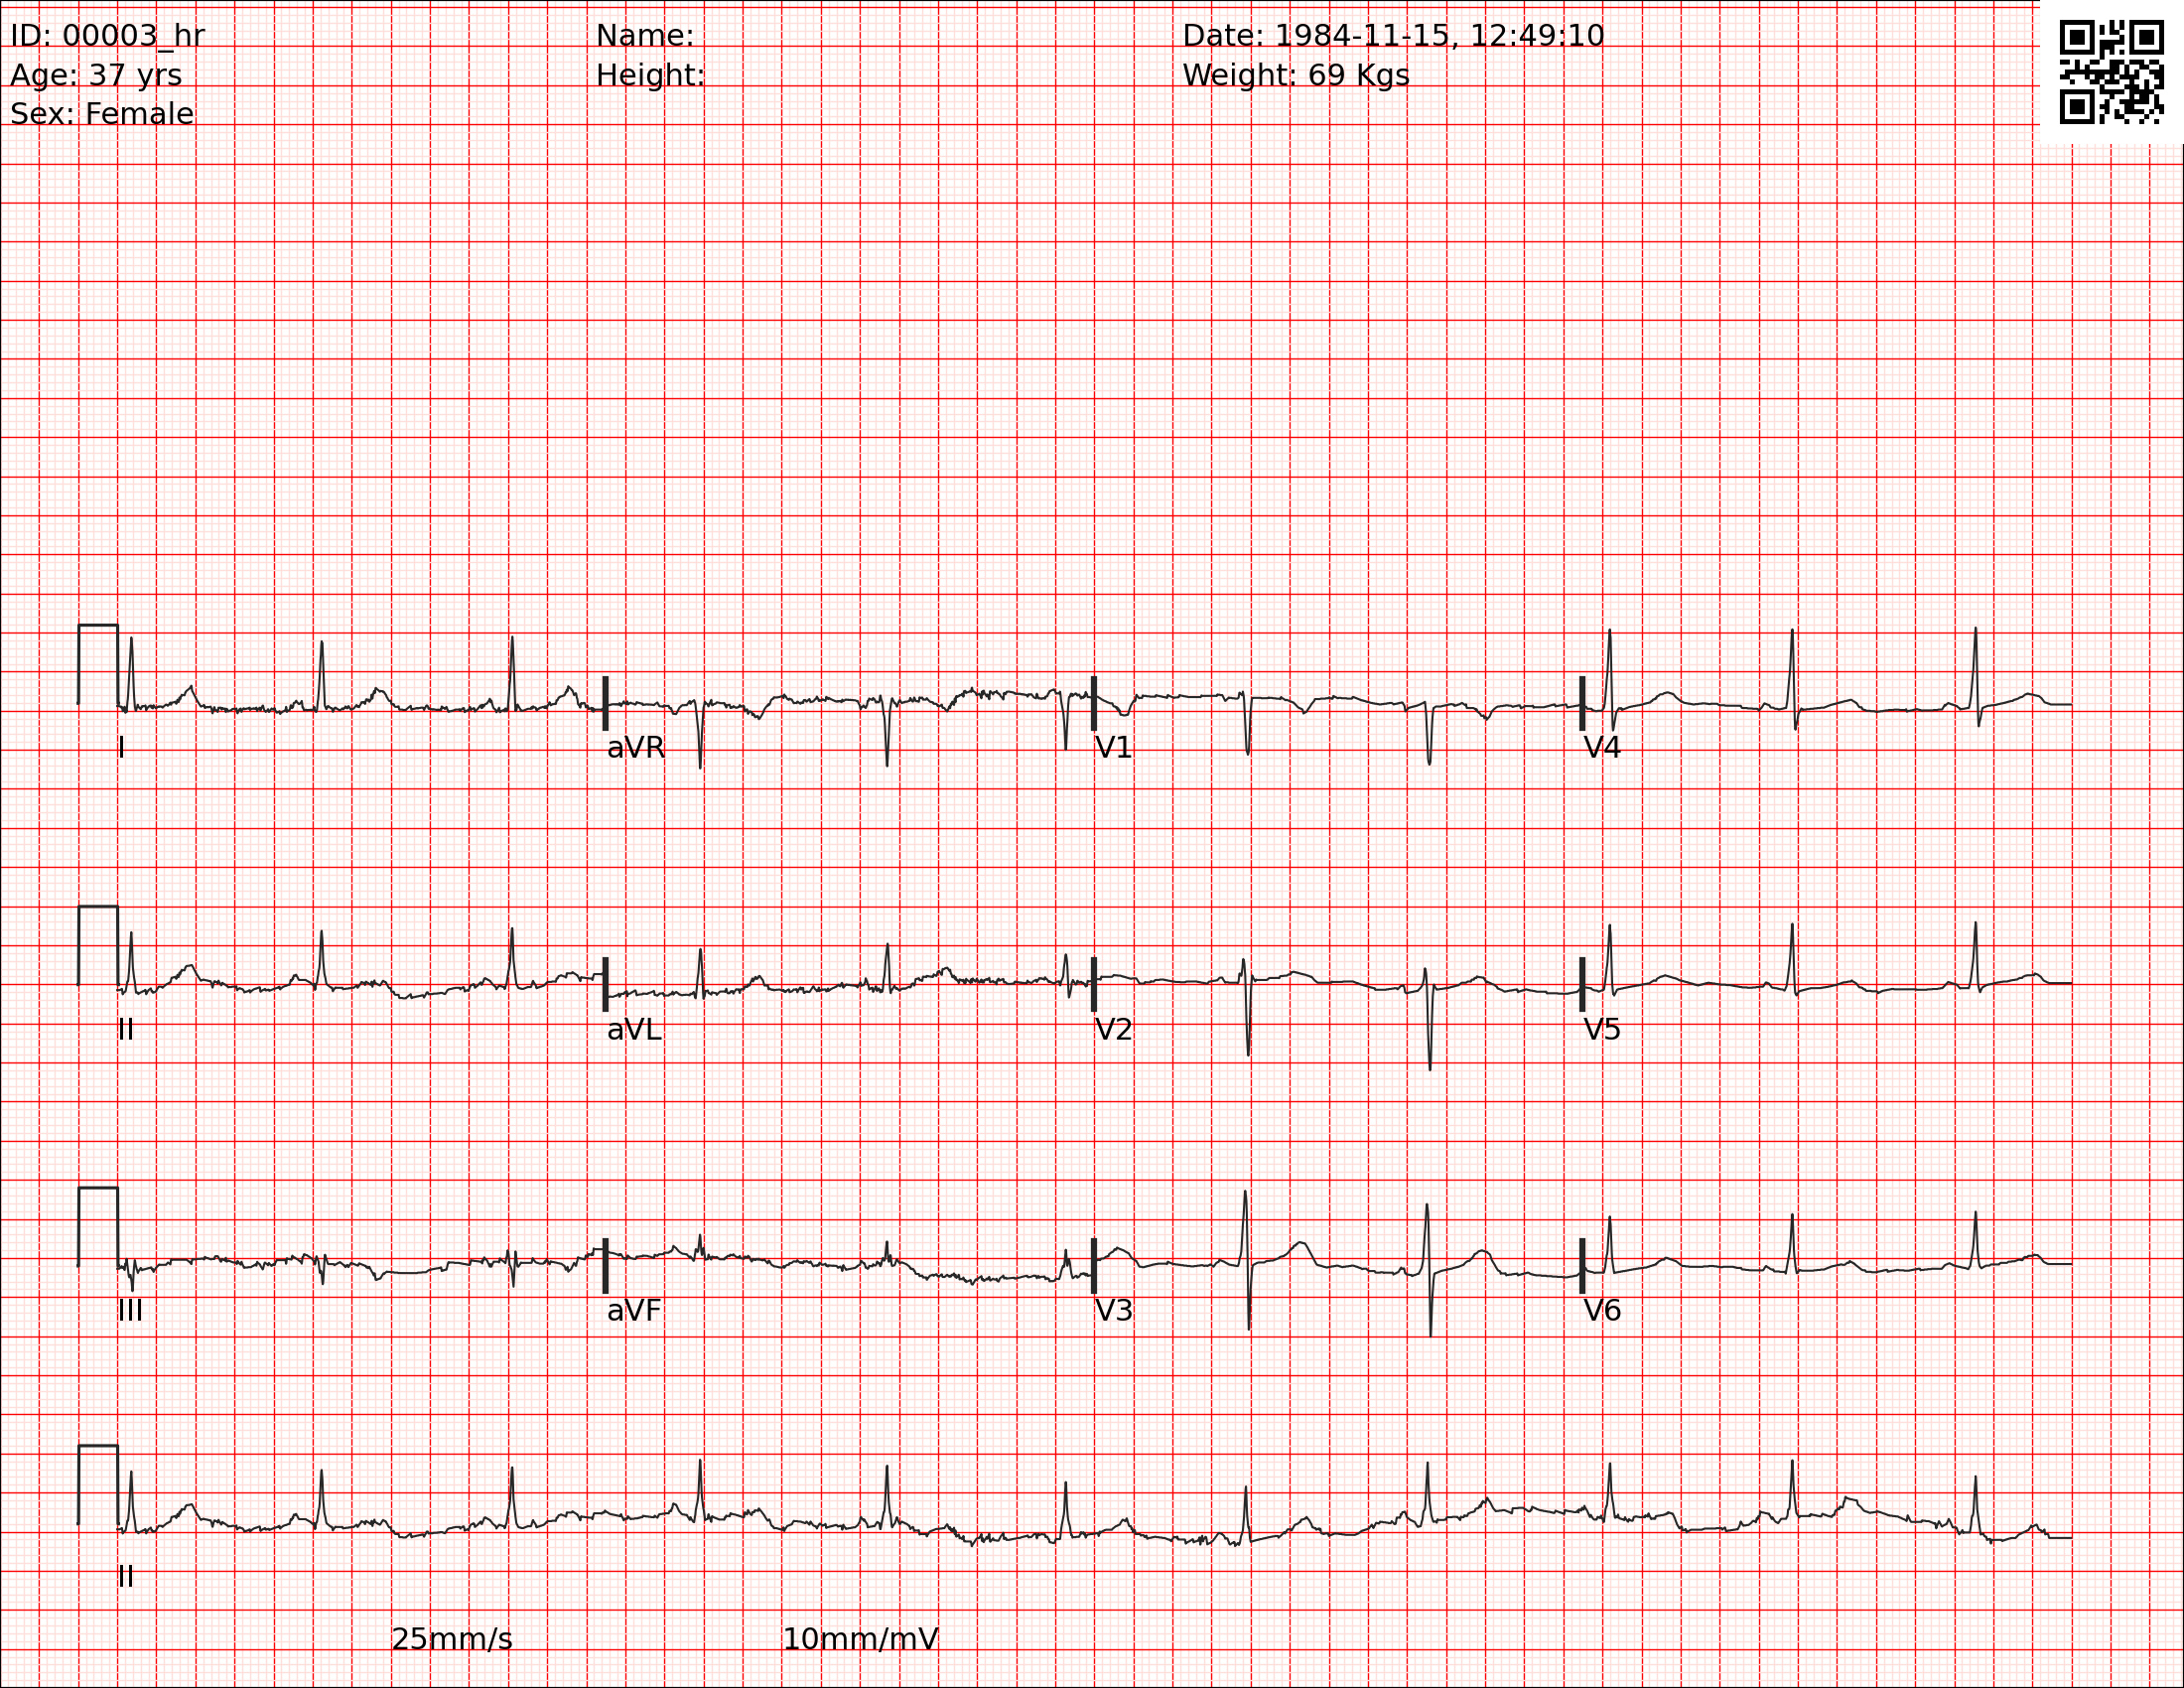 ID: 00003_hr
Name:
Date: 1984-11-15, 12:49:10
Age: 37 yrs
Height:
Weight: 69 Kgs
Sex: Female
I
aVR
V1
V4
II
aVL
V2
V5
III
aVF
V3
V6
II
25mm/s
10mm/mV